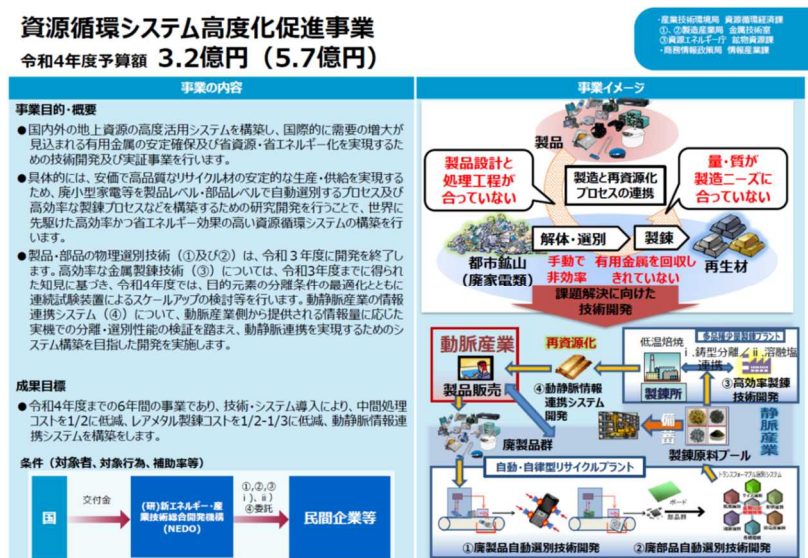 資源循環システム高度化促進事業
令和4年度予算額 3.2億円（5.7億円）
・産業技術環境局 資源循環経済課
①、②製造産業局 金属技術室
③資源エネルギー庁 鉱物資源課
・商務情報政策局 情報産業課
事業の内容
事業目的・概要
●国内外の地上資源の高度活用システムを構築し、国際的に需要の増大が
見込まれる有用金属の安定確保及び省資源・省エネルギー化を実現するた
めの技術開発及び実証事業を行います。
●具体的には、安価で高品質なリサイクル材の安定的な生産・供給を実現する
ため、廃小型家電等を製品レベル・部品レベルで自動選別するプロセス及び
高効率な製錬プロセスなどを構築するための研究開発を行うことで、世界に
先駆けた高効率かつ省エネルギー効果の高い資源循環システムの構築を行
います。
●製品・部品の物理選別技術（①及び②）は、令和３年度に開発を終了し
ます。高効率な金属製錬技術（③）については、令和3年度までに得られ
た知見に基づき、令和4年度では、目的元素の分離条件の最適化とともに
連続試験装置によるスケールアップの検討等を行います。動静脈産業の情報
連携システム（④）について、動脈産業側から提供される情報量に応じた
実機での分離・選別性能の検証を踏まえ、動静脈連携を実現するためのシ
ステム構築を目指した開発を実施します。
成果目標
●令和4年度までの6年間の事業であり、技術・システム導入により、中間処理
コストを1/2に低減、レアメタル製錬コストを1/2-1/3に低減、動静脈情報連
携システムを構築をします。
条件（対象者、対象行為、補助率等）
国
交付金
(研)新エネルギー・産
業技術総合開発機構
(NEDO)
①,②,③
ⅰ）、ⅱ）
④委託
民間企業等
事業イメージ
製品
製品設計と
処理工程が
合っていない
製造と再資源化
プロセスの連携
量・質が
製造ニーズに
合っていない
解体・選別
製錬
都市鉱山
（廃家電類）
手動で
非効率
有用金属を回収し
きれていない
再生材
課題解決に向けた
技術開発
動脈産業
製品販売
再資源化
④動静脈情報
連携システム
開発
多品種少量製錬プラント
低温焙焼
ⅰ.鋳型分離／ⅱ.溶融塩
連携
製錬所
③高効率製錬
技術開発
静脈産業
備蓄
製錬原料プール
廃製品群
自動・自律型リサイクルプラント
トランスフォーマブル選別システム
ボード
部品群
①廃製品自動選別技術開発
②廃部品自動選別技術開発